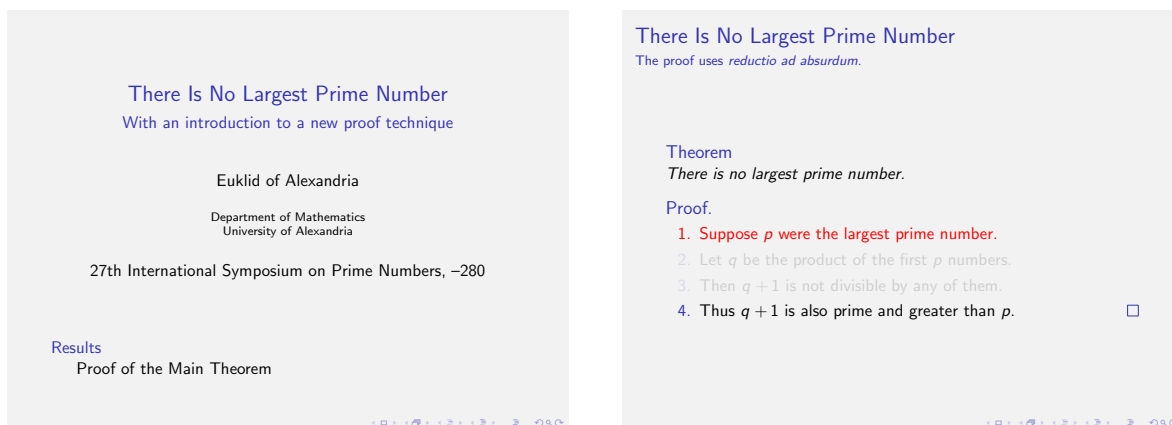 There Is No Largest Prime Number
With an introduction to a new proof technique
Euklid of Alexandria
Department of Mathematics
University of Alexandria
27th International Symposium on Prime Numbers, –280
Results
Proof of the Main Theorem
There Is No Largest Prime Number
The proof uses reductio ad absurdum.
Theorem
There is no largest prime number.
Proof.
1. Suppose p were the largest prime number.
2. Let q be the product of the first p numbers.
3. Then q + 1 is not divisible by any of them.
4. Thus q + 1 is also prime and greater than p.